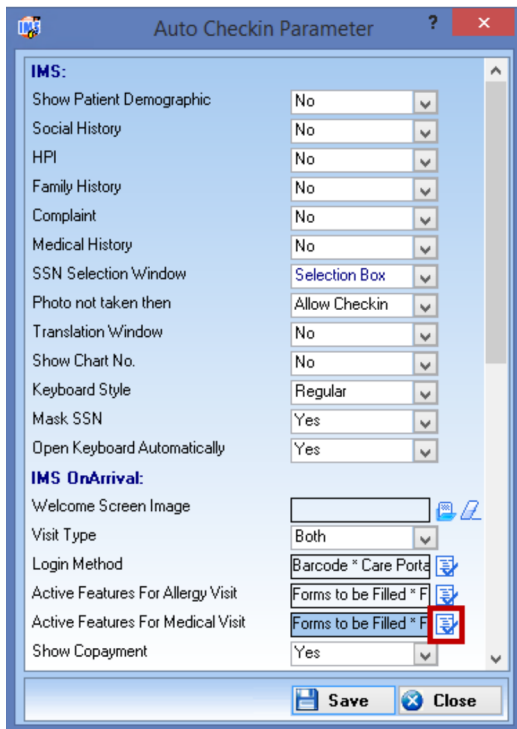 Auto Checkin Parameter ? ×
IMS:
Show Patient Demographic No
Social History No
HPI No
Family History No
Complaint No
Medical History No
SSN Selection Window Selection Box
Photo not taken then Allow Checkin
Translation Window No
Show Chart No. No
Keyboard Style Regular
Mask SSN Yes
Open Keyboard Automatically Yes
IMS OnArrival:
Welcome Screen Image
Visit Type Both
Login Method Barcode * Care Porta
Active Features For Allergy Visit Forms to be Filled * F
Active Features For Medical Visit Forms to be Filled * F
Show Copayment Yes
Save Close